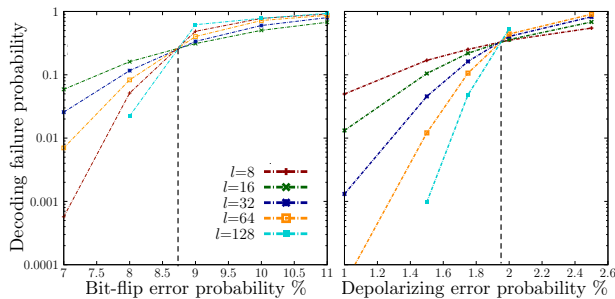 Decoding failure probability
1
0.1
0.01
0.001
0.0001
7 7.5 8 8.5 9 9.5 10 10.5 11
Bit-flip error probability %
l=8
l=16
l=32
l=64
l=128
1 1.2 1.4 1.6 1.8 2 2.2 2.4 2.6
Depolarizing error probability %